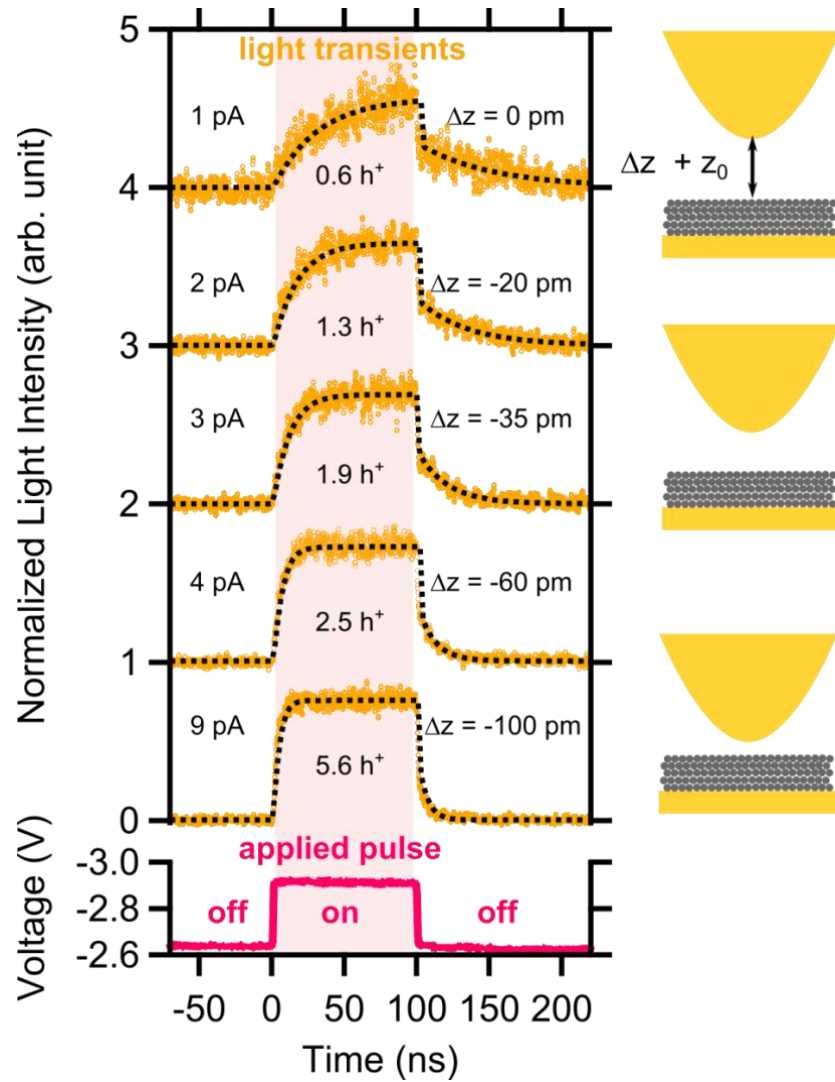 Normalized Light Intensity (arb. unit)
5
4
3
2
1
0
light transients
1 pA
Δz = 0 pm
0.6 h⁺
2 pA
Δz = -20 pm
1.3 h⁺
3 pA
Δz = -35 pm
1.9 h⁺
4 pA
Δz = -60 pm
2.5 h⁺
9 pA
Δz = -100 pm
5.6 h⁺
Δz + z₀
Voltage (V)
-3.0
-2.8
-2.6
applied pulse
off on off
-50 0 50 100 150 200
Time (ns)